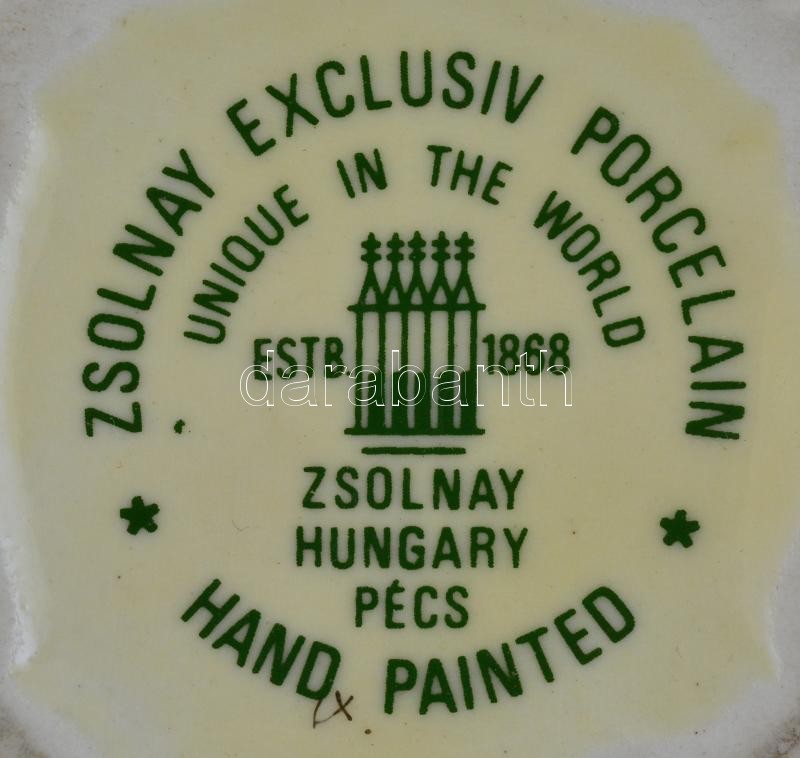 ZSOLNAY EXCLUSIV PORCELAIN
UNIQUE IN THE WORLD
ESTB. 1868
darabanth
ZSOLNAY
HUNGARY
PÉCS
* HAND PAINTED *